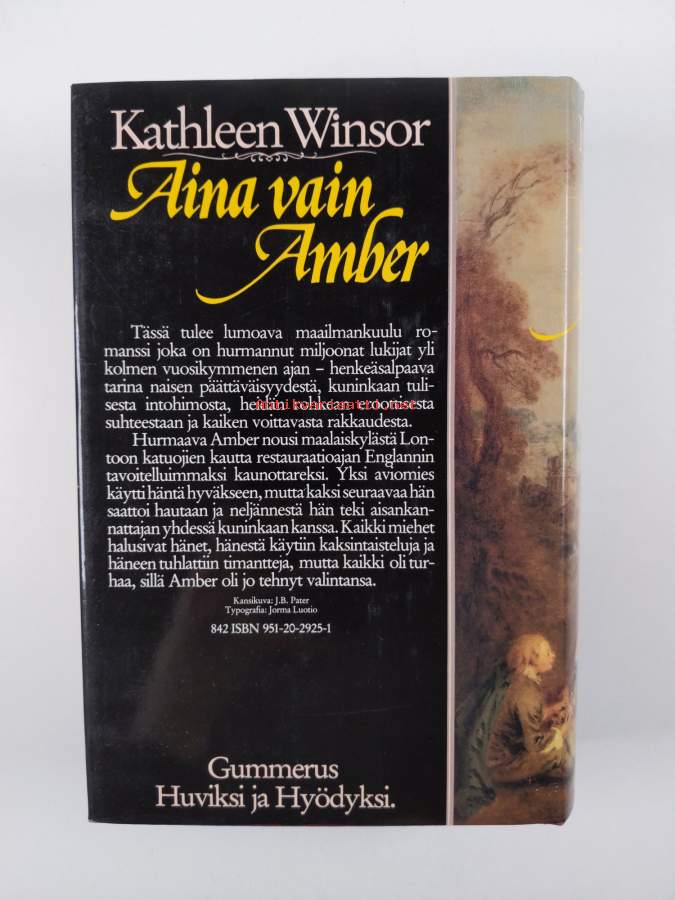 Kathleen Winsor
Aina vain
Amber
Tässä tulee lumoava maailmankuulu ro-
manssi joka on hurmannut miljoonat lukijat yli
kolmen vuosikymmenen ajan – henkeäsalpaava
tarina naisen päättäväisyydestä, kuninkaan tuli-
sesta intohimosta, heidän rohkean eroottisesta
suhteestaan ja kaiken voittavasta rakkaudesta.
Hurmaava Amber nousi maalaiskylästä Lon-
toon katuojien kautta restauraatioajan Englannin
tavoitelluimmaksi kaunottareksi. Yksi aviomies
käytti häntä hyväkseen, mutta kaksi seuraavaa hän
saattoi hautaan ja neljännestä hän teki aisankan-
nattajan yhdessä kuninkaan kanssa. Kaikki miehet
halusivat hänet, hänestä käytiin kaksintaisteluja ja
häneen tuhlattiin timantteja, mutta kaikki oli tur-
haa, sillä Amber oli jo tehnyt valintansa.
Kansikuva: J.B. Pater
Typografia: Jorma Luotio
842 ISBN 951-20-2925-1
Gummerus
Huviksi ja Hyödyksi.